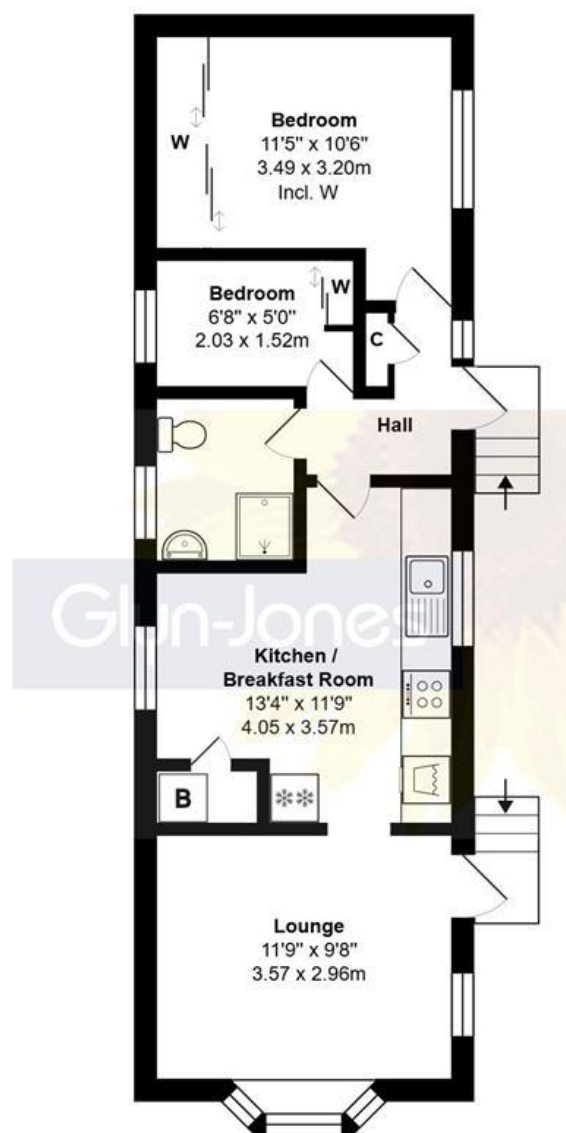 Bedroom
11'5" x 10'6"
3.49 x 3.20m
Incl. W
W
Bedroom
6'8" x 5'0"
2.03 x 1.52m
W
C
Hall
Glyn-Jones
Kitchen /
Breakfast Room
13'4" x 11'9"
4.05 x 3.57m
B
Lounge
11'9" x 9'8"
3.57 x 2.96m